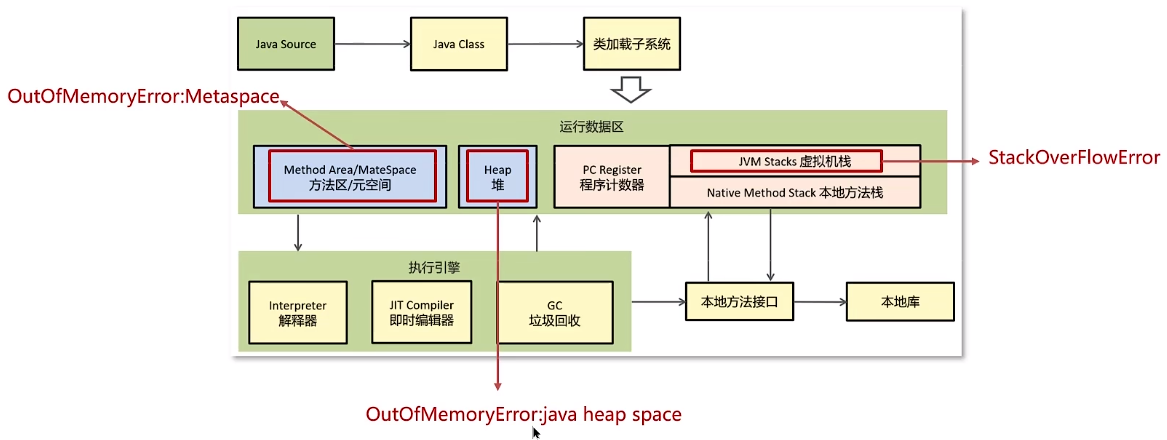 Java Source
Java Class
类加载子系统
OutOfMemoryError:Metaspace
运行数据区
Method Area/MateSpace
方法区/元空间
Heap
堆
PC Register
程序计数器
JVM Stacks 虚拟机栈
StackOverFlowError
Native Method Stack 本地方法栈
执行引擎
Interpreter
解释器
JIT Compiler
即时编辑器
GC
垃圾回收
本地方法接口
本地库
OutOfMemoryError:java heap space